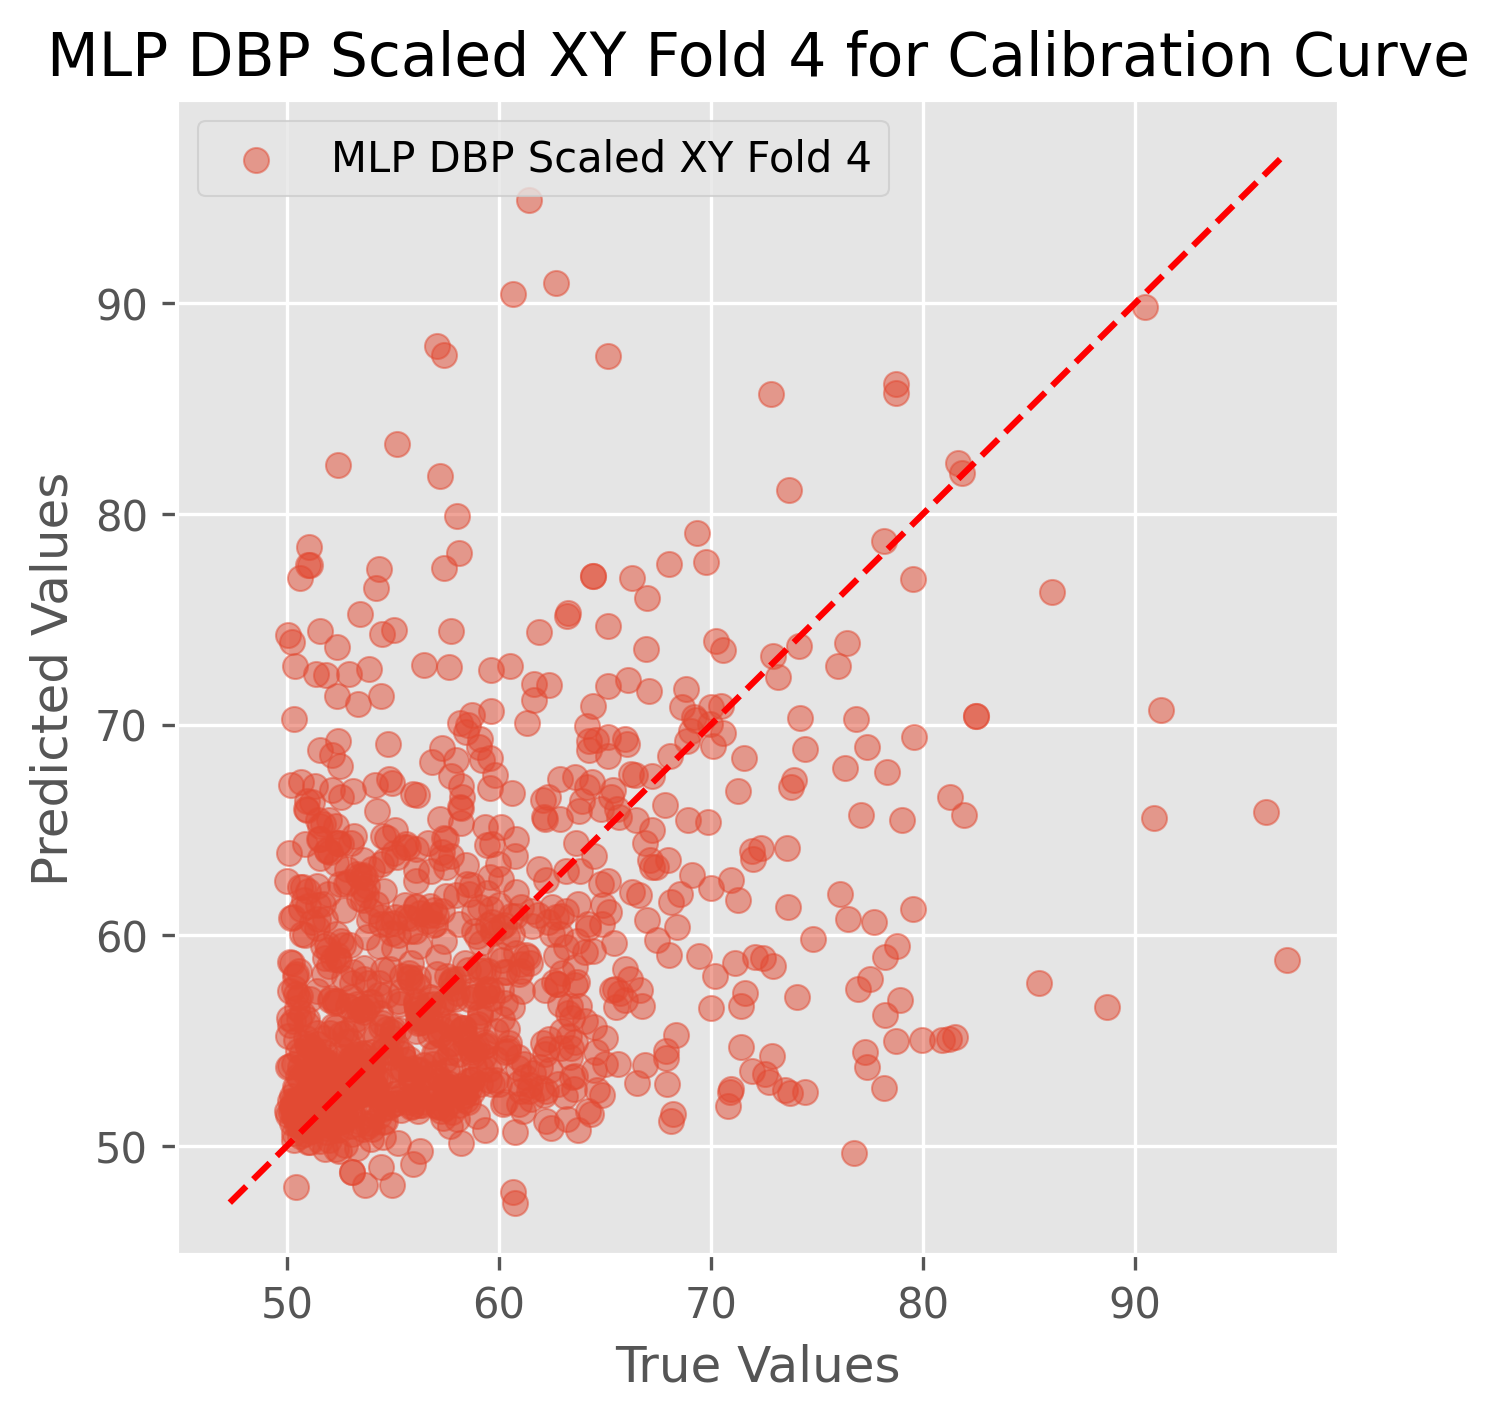 MLP DBP Scaled XY Fold 4 for Calibration Curve
MLP DBP Scaled XY Fold 4
90
80
70
60
50
Predicted Values
50 60 70 80 90
True Values